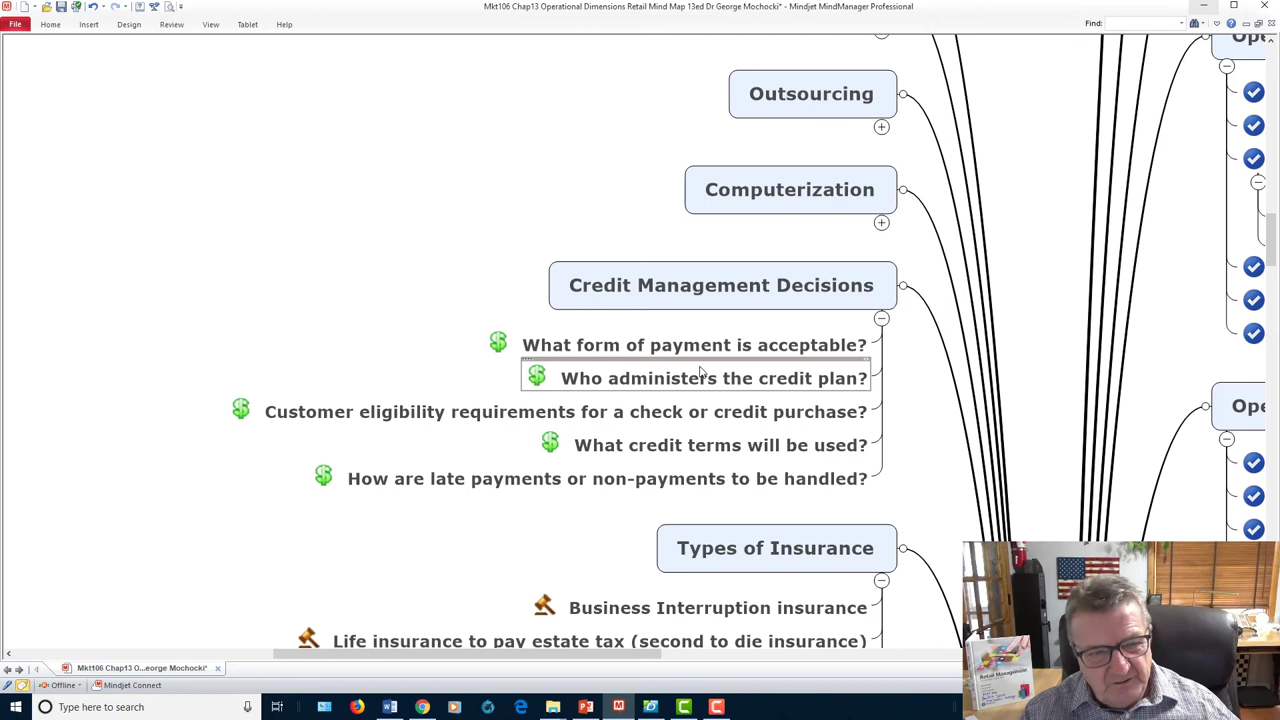 Mkt106 Chap13 Operational Dimensions Retail Mind Map 13ed Dr George Mochocki* - Mindjet MindManager Professional
File Home Insert Design Review View Tablet Help Find:
Outsourcing
Computerization
Credit Management Decisions
What form of payment is acceptable?
Who administers the credit plan?
Customer eligibility requirements for a check or credit purchase?
What credit terms will be used?
How are late payments or non-payments to be handled?
Types of Insurance
Business Interruption insurance
Life insurance to pay estate tax (second to die insurance)
Ope
Ope
Retail Management
Mkt106 Chap13 O...eorge Mochocki*
Offline Mindjet Connect
Type here to search